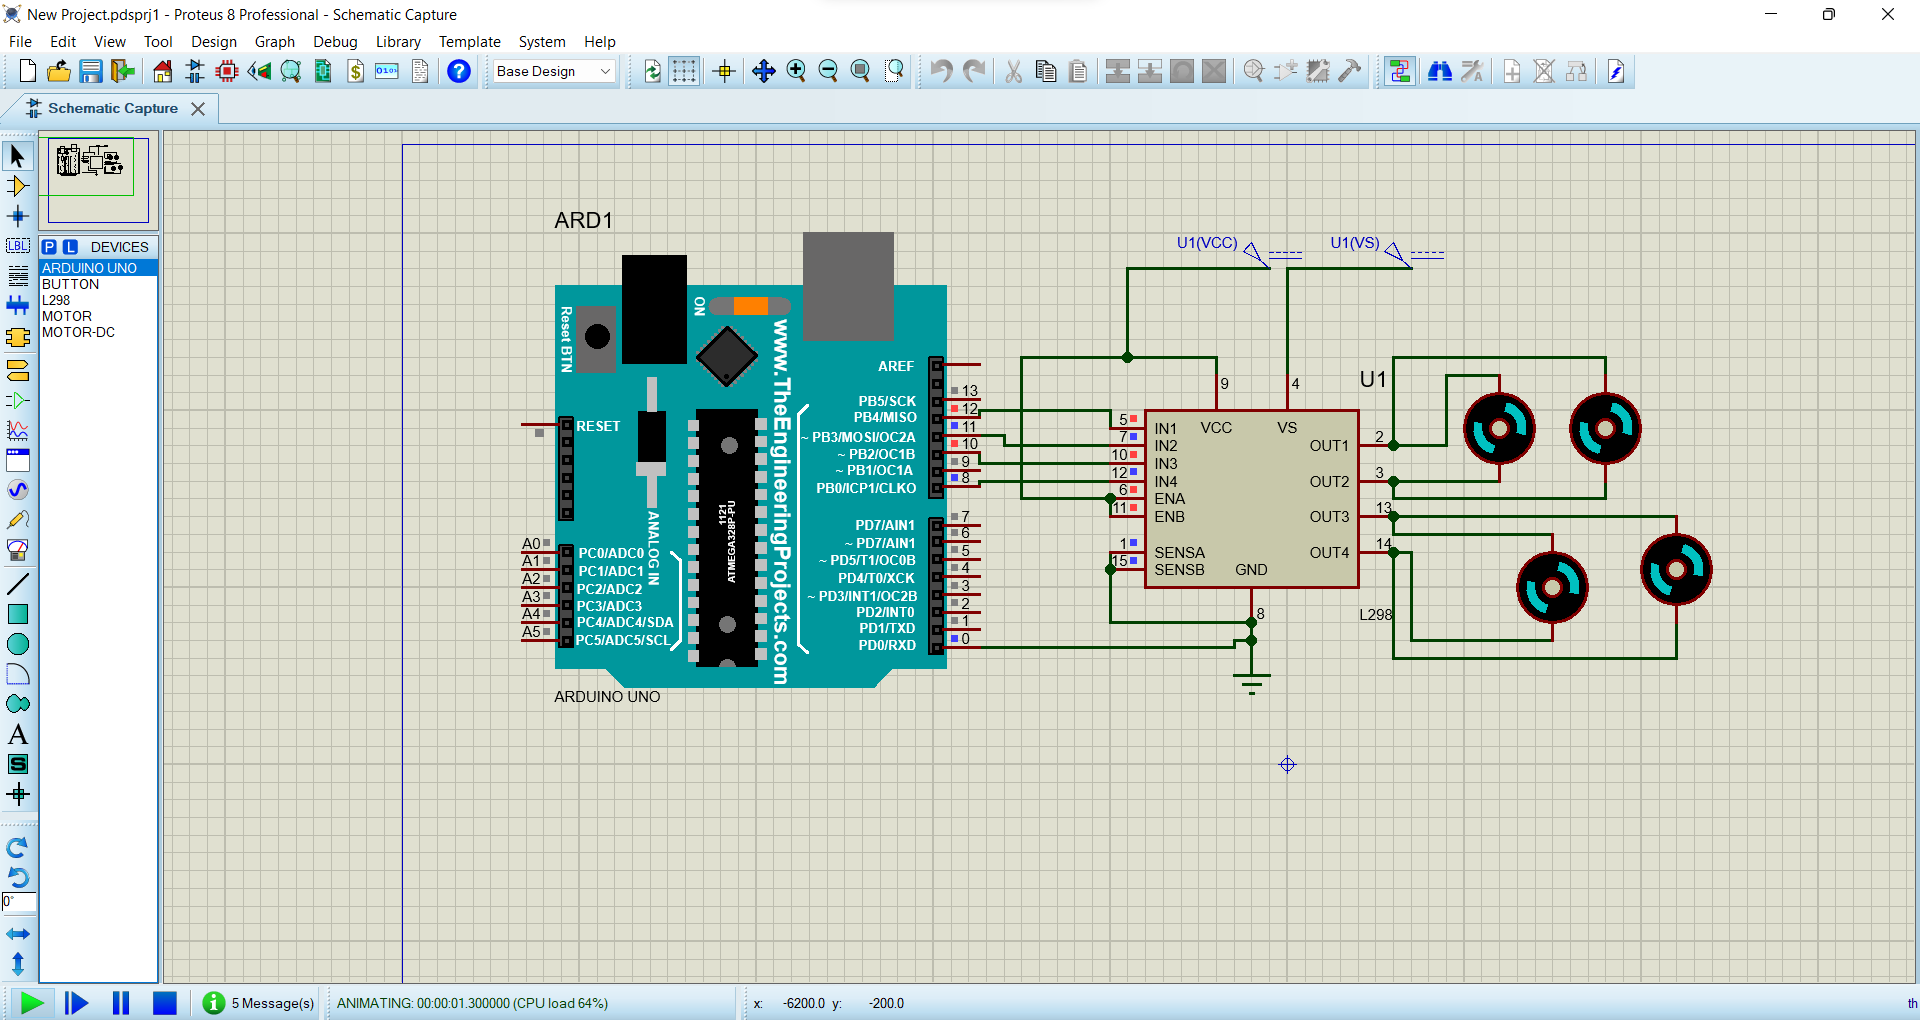 New Project.pdsprj1 - Proteus 8 Professional - Schematic Capture
File Edit View Tool Design Graph Debug Library Template System Help
Base Design
Schematic Capture
P L DEVICES
ARDUINO UNO
BUTTON
L298
MOTOR
MOTOR-DC
LBL
A
S
0°
ARD1
Reset BTN
ON
www.TheEngineeringProjects.com
1121
ATMEGA328P-PU
ANALOG IN
RESET
A0 PC0/ADC0
A1 PC1/ADC1
A2 PC2/ADC2
A3 PC3/ADC3
A4 PC4/ADC4/SDA
A5 PC5/ADC5/SCL
AREF
13
PB5/SCK
12
PB4/MISO
11
~ PB3/MOSI/OC2A
10
~ PB2/OC1B
9
~ PB1/OC1A
8
PB0/ICP1/CLKO
7
PD7/AIN1
6
~ PD7/AIN1
5
~ PD5/T1/OC0B
4
PD4/T0/XCK
3
~ PD3/INT1/OC2B
2
PD2/INT0
1
PD1/TXD
0
PD0/RXD
ARDUINO UNO
U1(VCC) U1(VS)
9 4 U1
VCC VS
5 IN1
7 IN2 OUT1 2
10 IN3
12 IN4 OUT2 3
6 ENA
11 ENB OUT3 13
1 SENSA OUT4 14
15 SENSB GND
8
L298
5 Message(s) ANIMATING: 00:00:01.300000 (CPU load 64%) x: -6200.0 y: -200.0 th